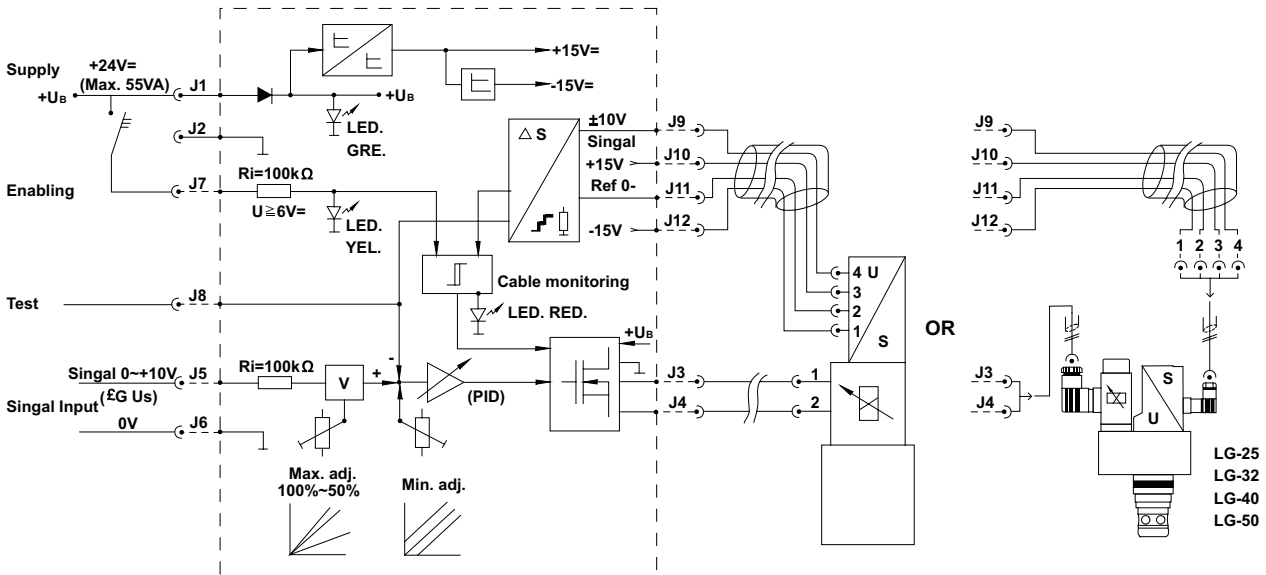 Supply
+24V=
(Max. 55VA)
+UB
J1
J2
+UB
LED.
GRE.
+15V=
-15V=
Enabling
J7
Ri=100kΩ
U≧6V=
LED.
YEL.
△ S
±10V
Singal
+15V
Ref 0-
-15V
J9
J10
J11
J12
Cable monitoring
LED. RED.
Test
J8
Singal 0~+10V
(£G Us)
Singal Input
0V
J5
J6
Ri=100kΩ
V
+
-
(PID)
+UB
J3
J4
Max. adj.
100%~50%
Min. adj.
4
3
2
1
U
S
1
2
OR
J9
J10
J11
J12
1 2 3 4
J3
J4
S
U
LG-25
LG-32
LG-40
LG-50